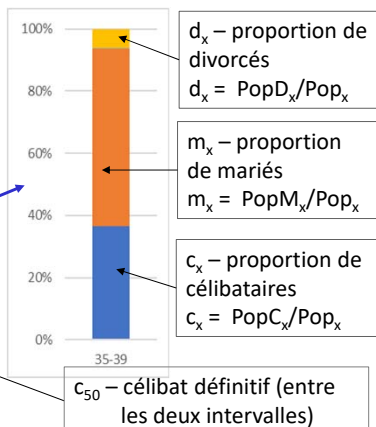 100%
80%
60%
40%
20%
0%
35-39
dₓ – proportion de
divorcés
dₓ = PopDₓ/Popₓ
mₓ – proportion
de mariés
mₓ = PopMₓ/Popₓ
cₓ – proportion de
célibataires
cₓ = PopCₓ/Popₓ
c₅₀ – célibat définitif (entre
les deux intervalles)